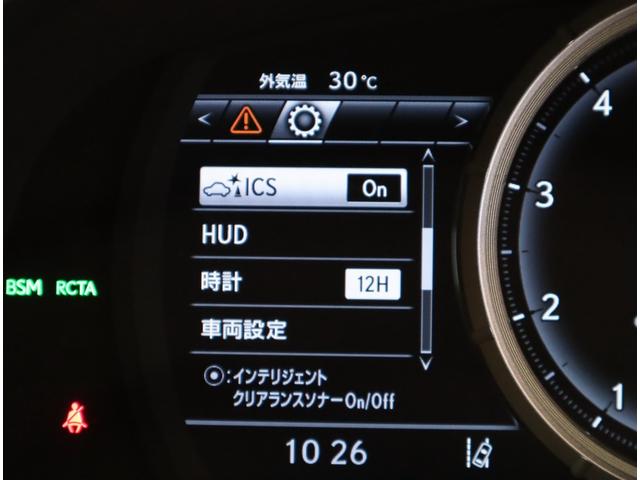 外気温 30℃
< >
ICS On
HUD
時計 12H
車両設定
BSM RCTA
⦿:インテリジェント
クリアランスソナーOn/Off
10 26
4
3
2
1